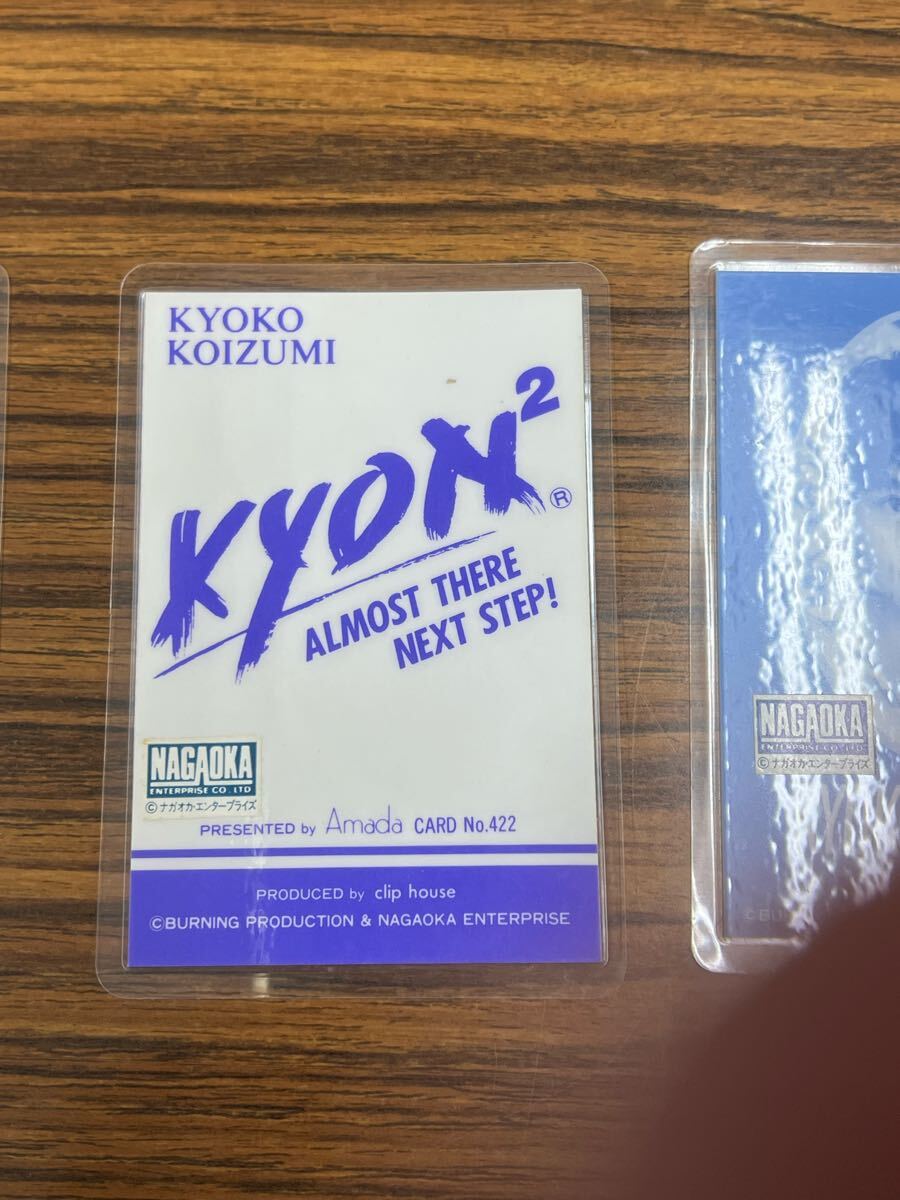 KYOKO
KOIZUMI
KYON²
®
ALMOST THERE
NEXT STEP!
NAGAOKA
ENTERPRISE CO. LTD
©ナガオカ・エンタープライズ
PRESENTED by Amada CARD No.422
PRODUCED by clip house
©BURNING PRODUCTION & NAGAOKA ENTERPRISE
NAGAOKA
ENTERPRISE CO. LTD
©ナガオカ・エンタープライズ